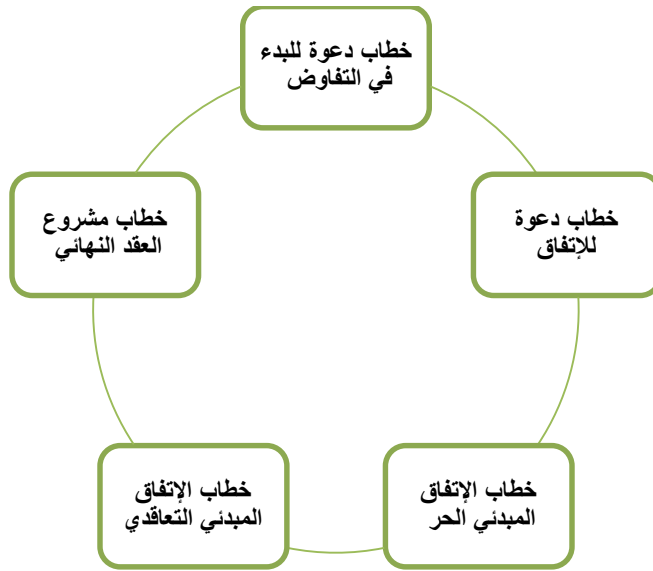 خطاب دعوة للبدء
في التفاوض
خطاب دعوة
للإتفاق
خطاب الإتفاق
المبدئي الحر
خطاب الإتفاق
المبدئي التعاقدي
خطاب مشروع
العقد النهائي